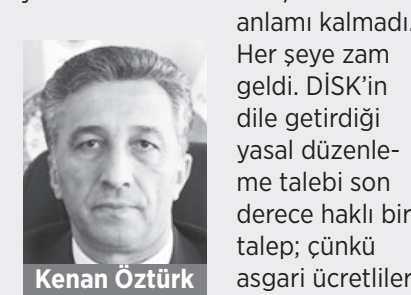 anlamı kalmadı.
Her şeye zam
geldi. DİSK’in
dile getirdiği
yasal düzenle-
me talebi son
derece haklı bir
talep; çünkü
asgari ücretliler
Kenan Öztürk